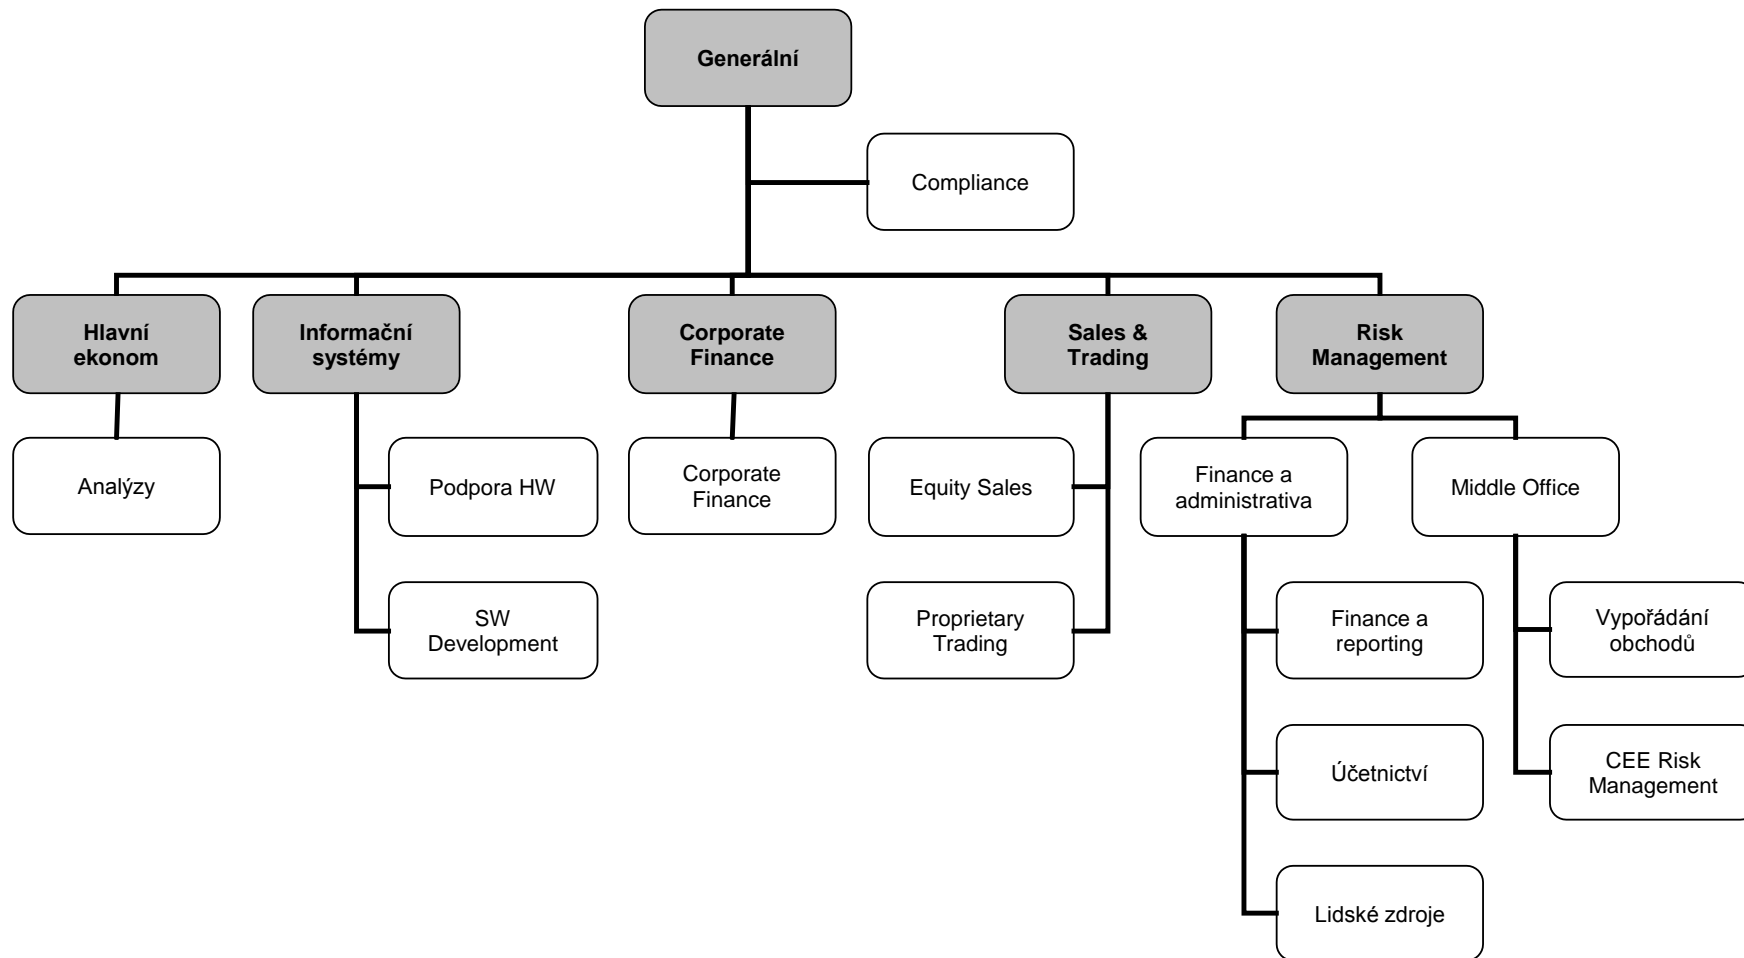 Generální
Compliance
Hlavní
ekonom
Informační
systémy
Corporate
Finance
Sales &
Trading
Risk
Management
Analýzy
Podpora HW
Corporate
Finance
Equity Sales
Finance a
administrativa
Middle Office
SW
Development
Proprietary
Trading
Finance a
reporting
Vypořádání
obchodů
Účetnictví
CEE Risk
Management
Lidské zdroje